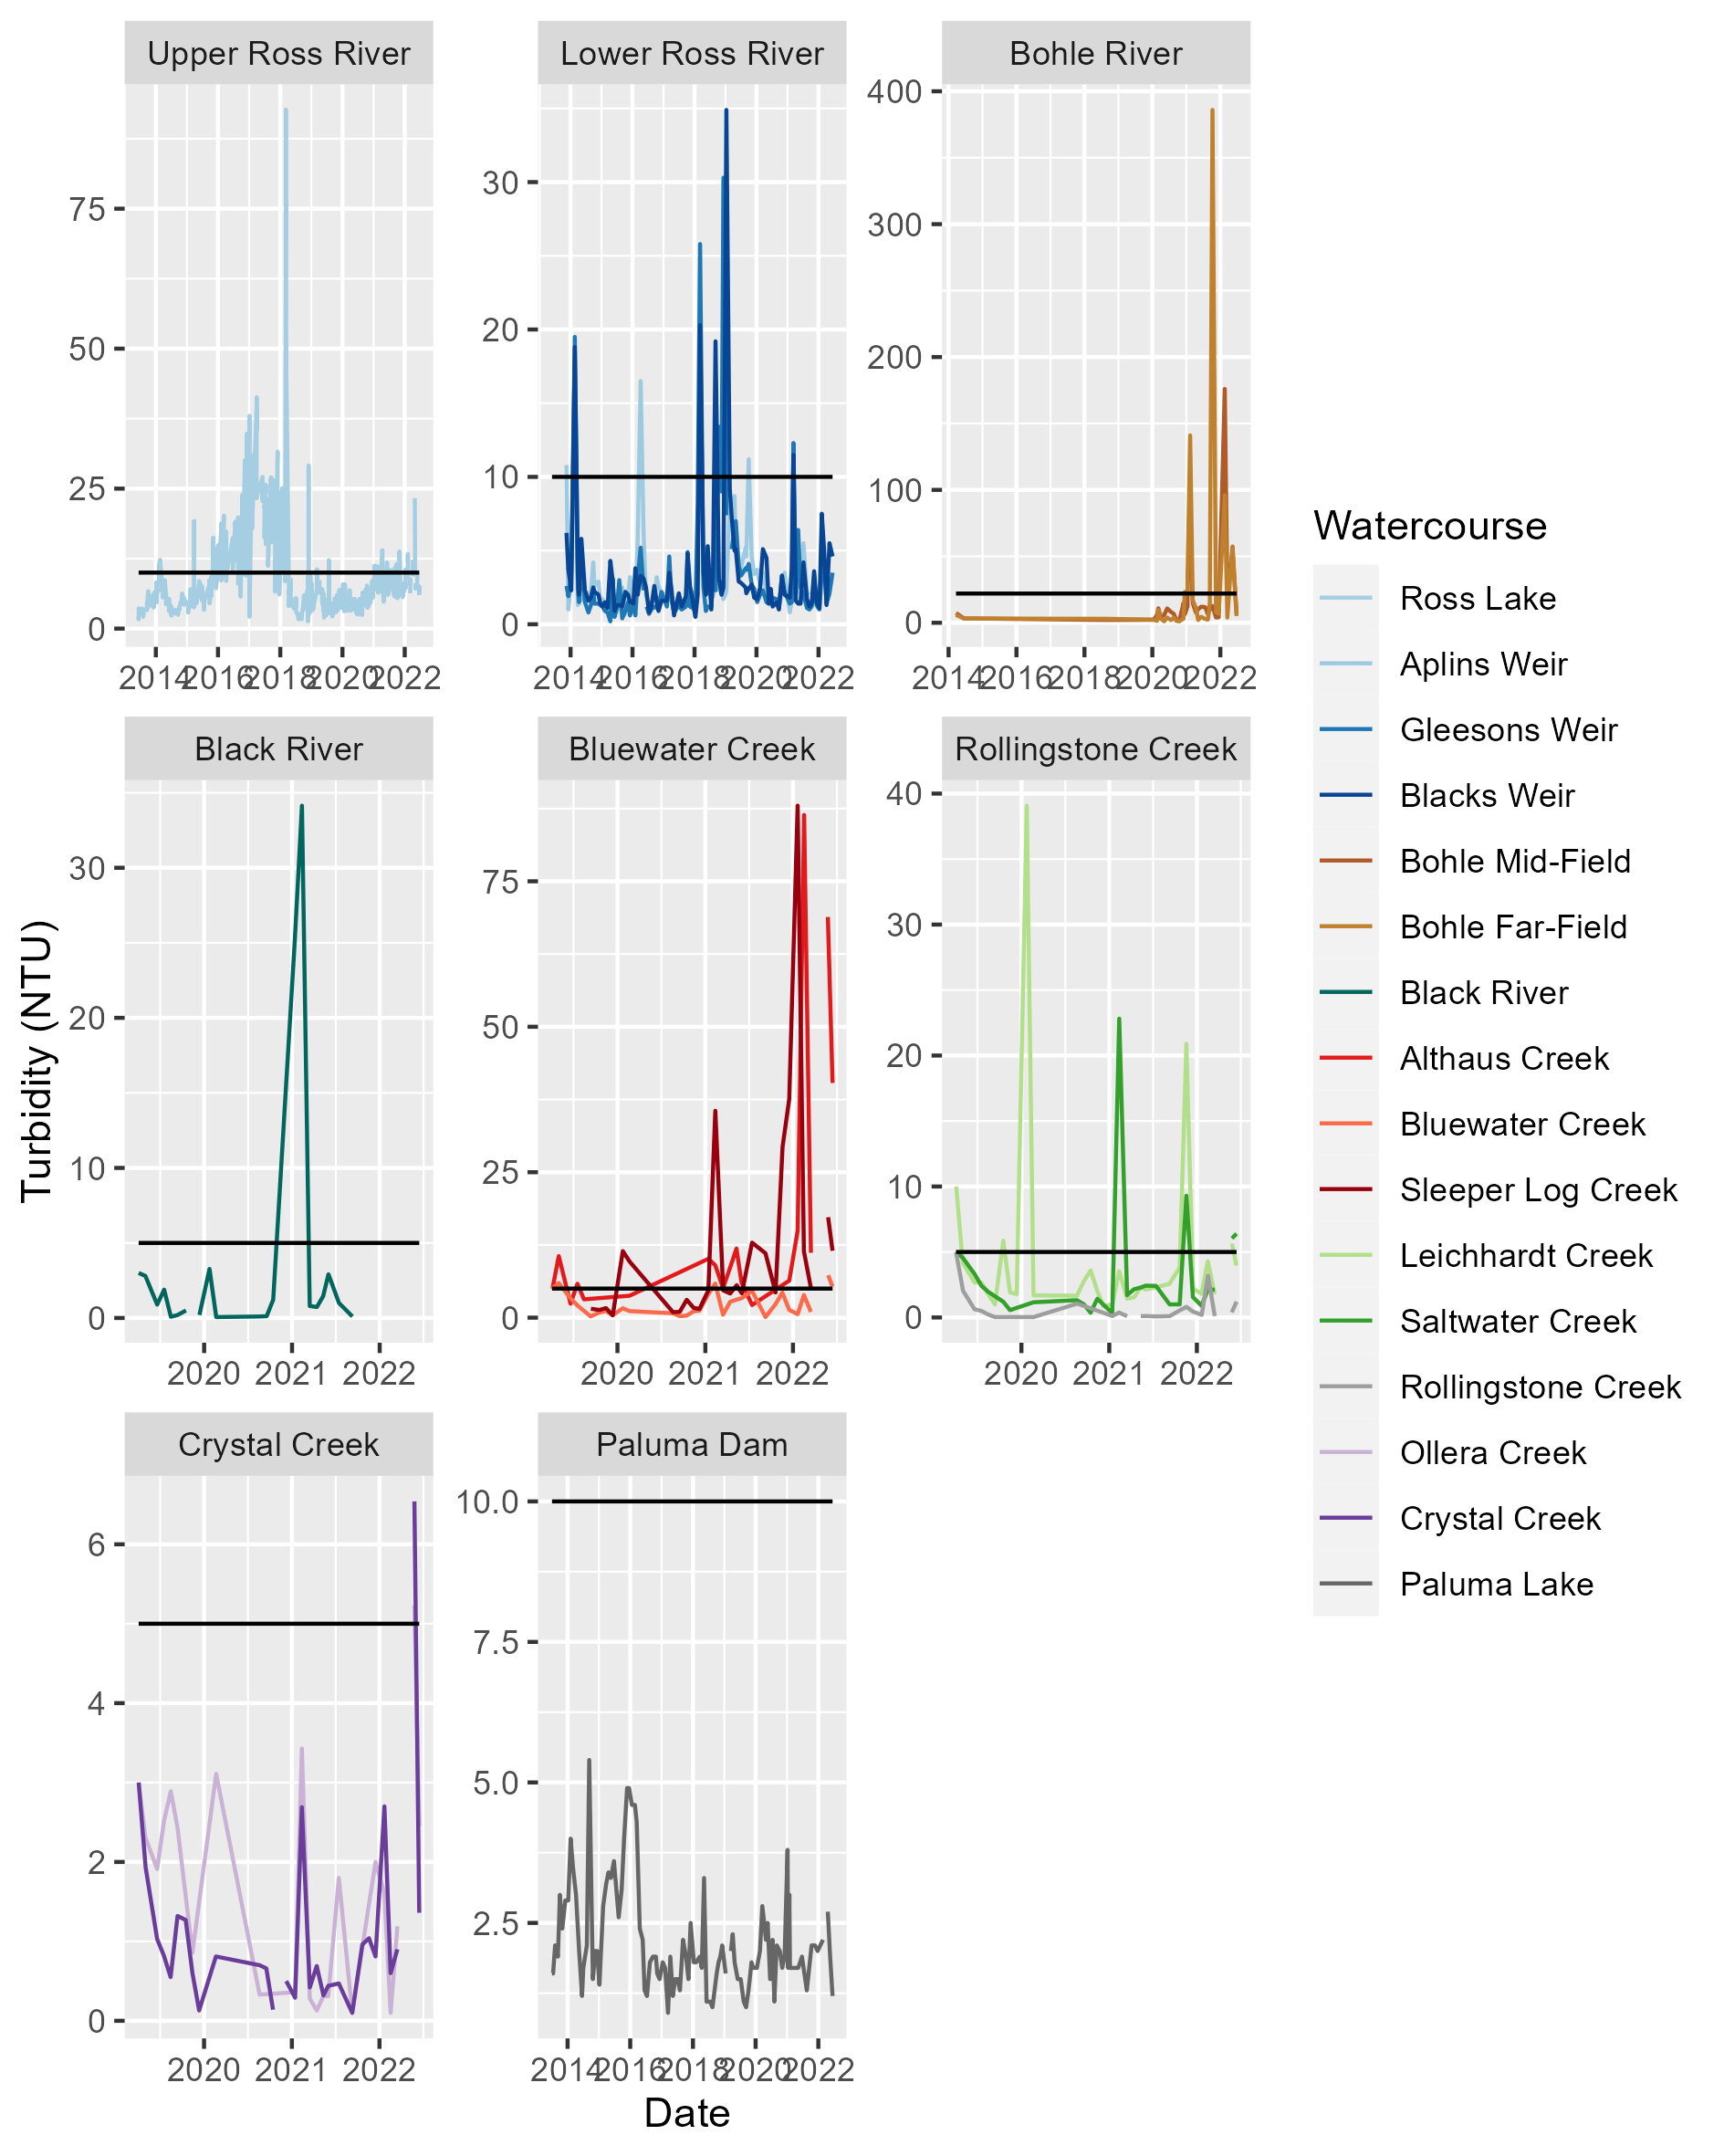 Upper Ross River
Lower Ross River
Bohle River
75
50
25
0
30
20
10
0
400
300
200
100
0
2014 2016 2018 2020 2022
2014 2016 2018 2020 2022
2014 2016 2018 2020 2022
Black River
Bluewater Creek
Rollingstone Creek
30
20
10
0
75
50
25
0
40
30
20
10
0
2020 2021 2022
2020 2021 2022
2020 2021 2022
Crystal Creek
Paluma Dam
6
4
2
0
10.0
7.5
5.0
2.5
2020 2021 2022
2014 2016 2018 2020 2022
Turbidity (NTU)
Date
Watercourse
Ross Lake
Aplins Weir
Gleesons Weir
Blacks Weir
Bohle Mid-Field
Bohle Far-Field
Black River
Althaus Creek
Bluewater Creek
Sleeper Log Creek
Leichhardt Creek
Saltwater Creek
Rollingstone Creek
Ollera Creek
Crystal Creek
Paluma Lake